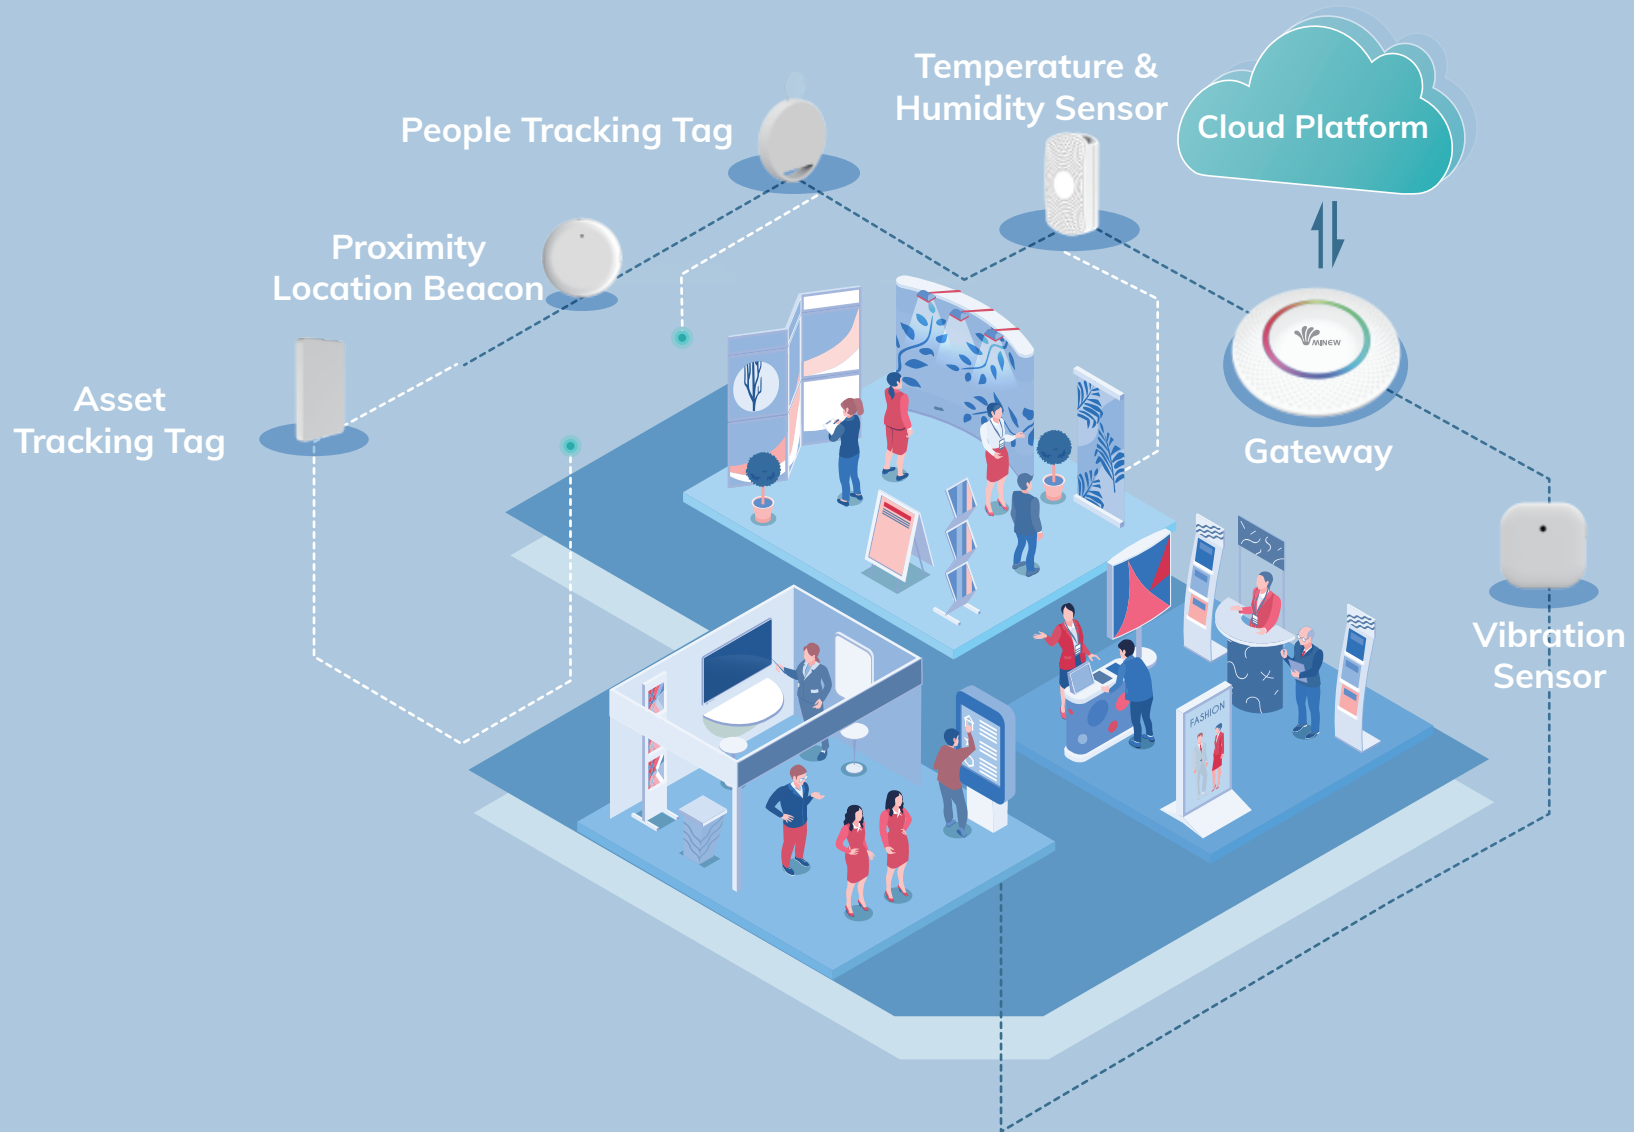 Temperature &
Humidity Sensor
Cloud Platform
People Tracking Tag
Proximity
Location Beacon
MINEW
Asset
Tracking Tag
Gateway
Vibration
Sensor
FASHION